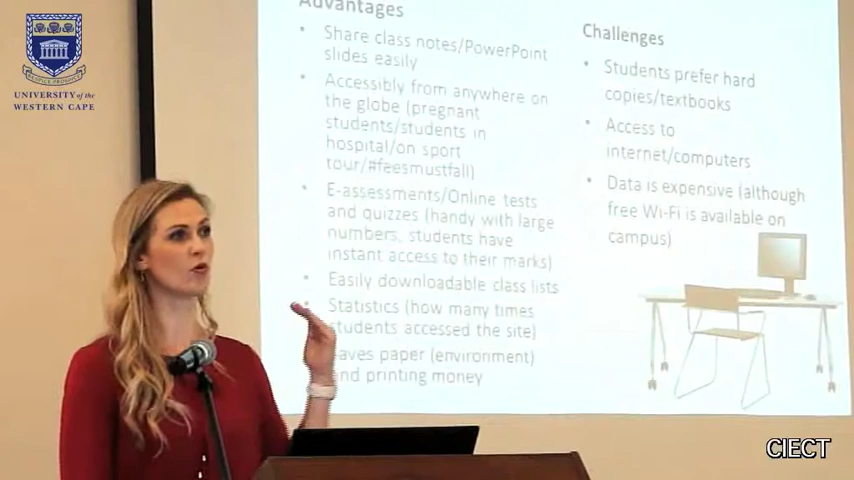 UNIVERSITY of the
WESTERN CAPE
Advantages
• Share class notes/PowerPoint
slides easily
• Accessibly from anywhere on
the globe (pregnant
students/students in
hospital/on sport
tour/#feesmustfall)
• E-assessments/Online tests
and quizzes (handy with large
numbers, students have
instant access to their marks)
• Easily downloadable class lists
• Statistics (how many times
students accessed the site)
saves paper (environment)
and printing money
Challenges
• Students prefer hard
copies/textbooks
• Access to
internet/computers
• Data is expensive (although
free Wi-Fi is available on
campus)
CIECT